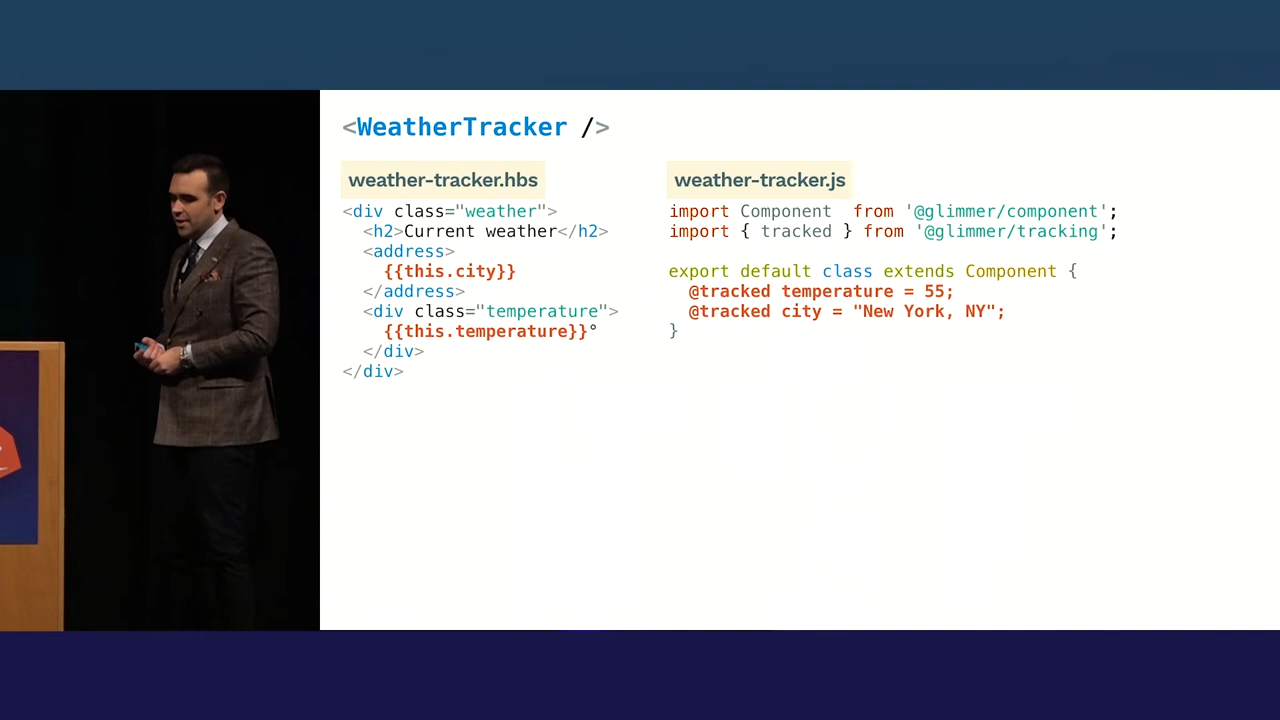 <WeatherTracker />
weather-tracker.hbs
<div class="weather">
  <h2>Current weather</h2>
  <address>
    {{this.city}}
  </address>
  <div class="temperature">
    {{this.temperature}}°
  </div>
</div>
weather-tracker.js
import Component  from '@glimmer/component';
import { tracked } from '@glimmer/tracking';
export default class extends Component {
  @tracked temperature = 55;
  @tracked city = "New York, NY";
}